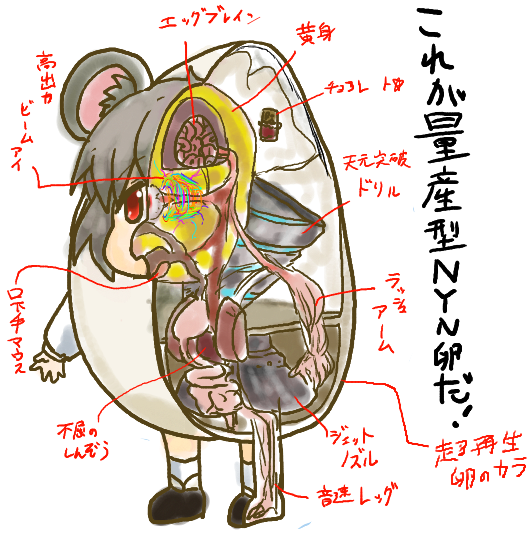 これが量産型NYN卵だ!
エッグブレイン
黄身
高出力
ビーム
アイ
チョコレート
天元突破
ドリル
ラッシュ
アーム
口下手マウス
不屈の
しんぞう
ジェット
ノズル
音速レッグ
超再生
卵のカラ